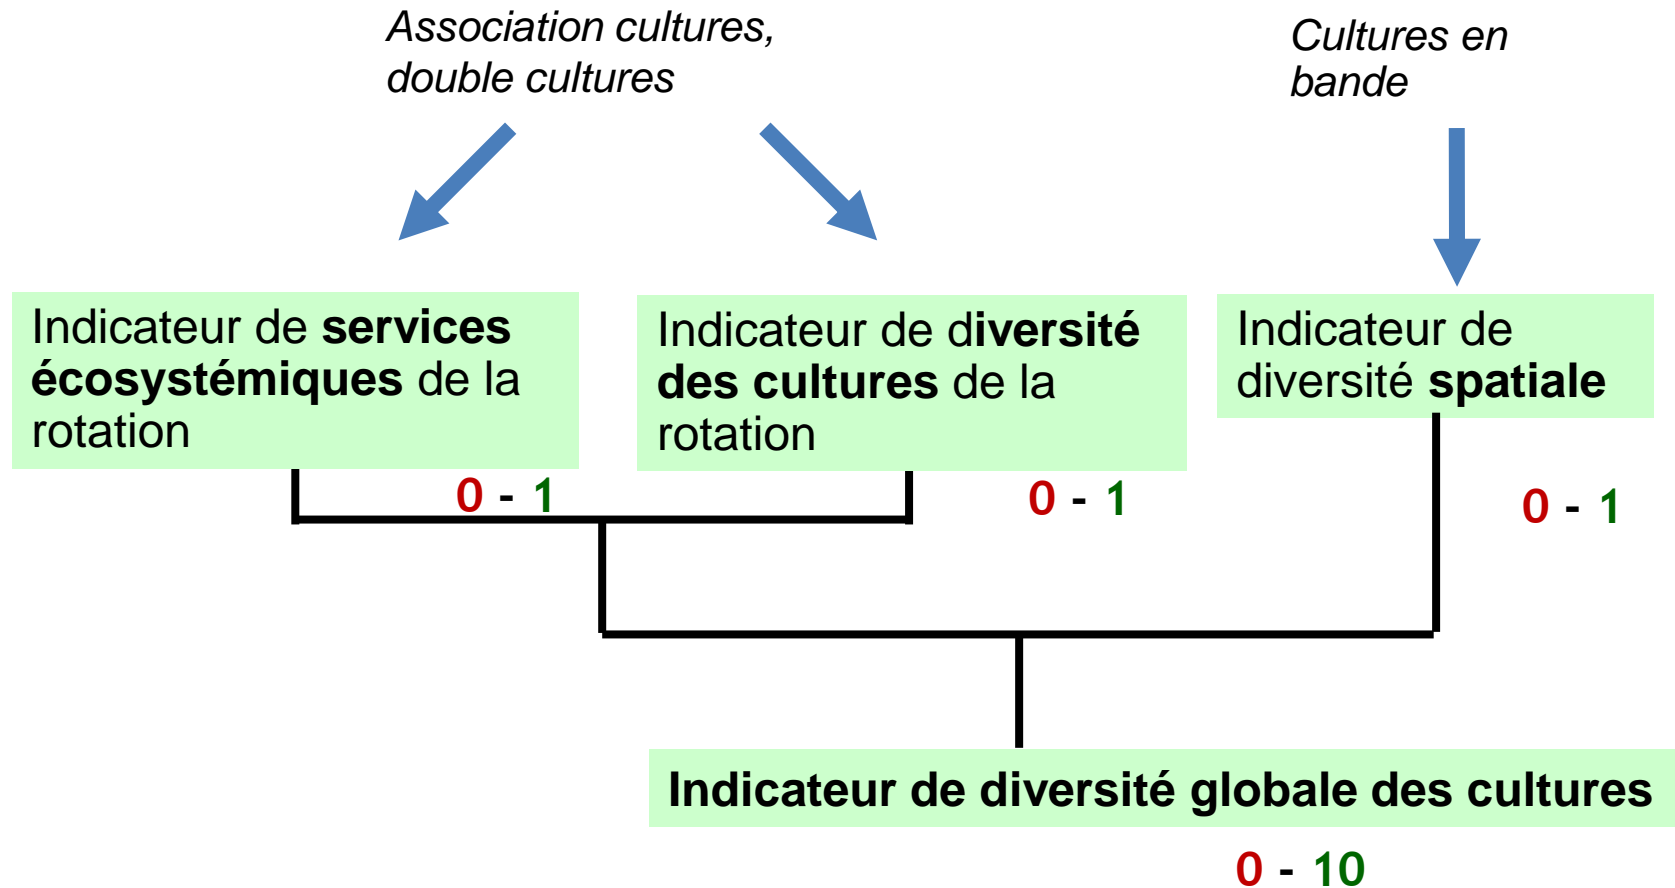 Association cultures,
double cultures
Cultures en
bande
Indicateur de services
écosystémiques de la
rotation
0 - 1
Indicateur de diversité
des cultures de la
rotation
0 - 1
Indicateur de
diversité spatiale
0 - 1
Indicateur de diversité globale des cultures
0 - 10